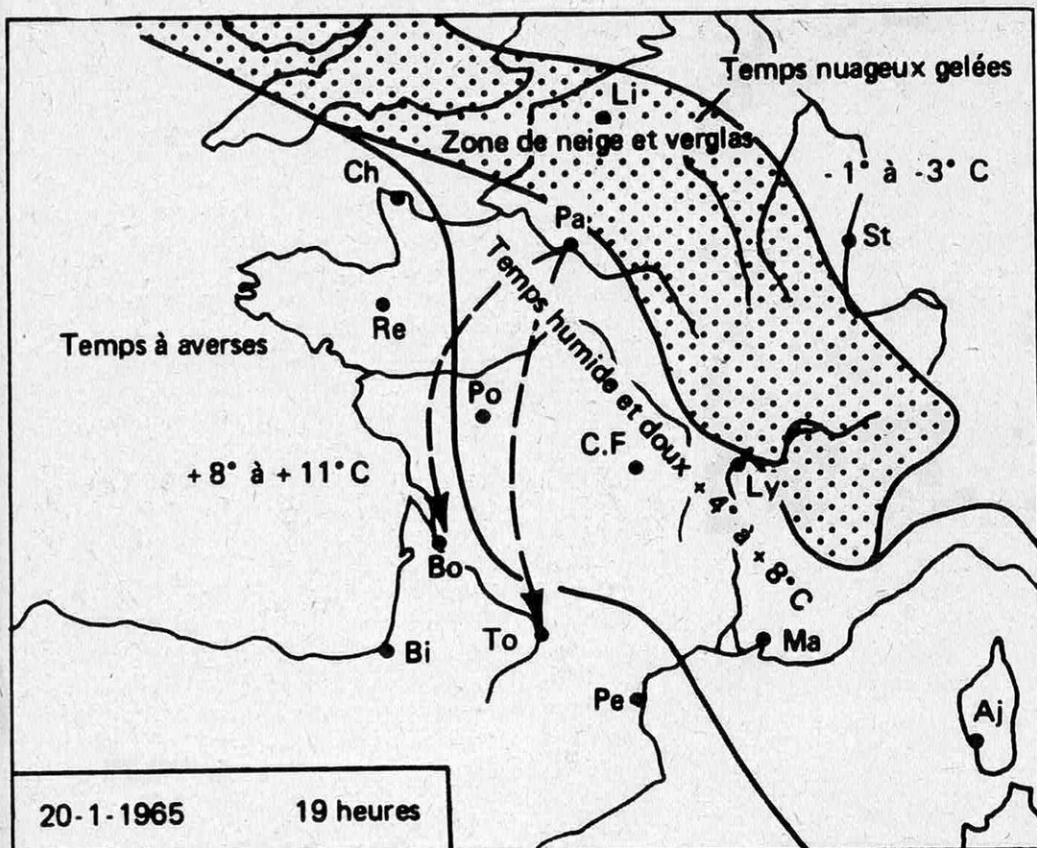 Temps nuageux gelées
Li
Zone de neige et verglas
- 1° à -3° C
Ch
Pa
St
Temps humide et doux + 4° à + 8° C
Re
Temps à averses
Po
C.F
+ 8° à + 11° C
Ly
Bo
To
Bi
Ma
Pe
Aj
20-1-1965 19 heures